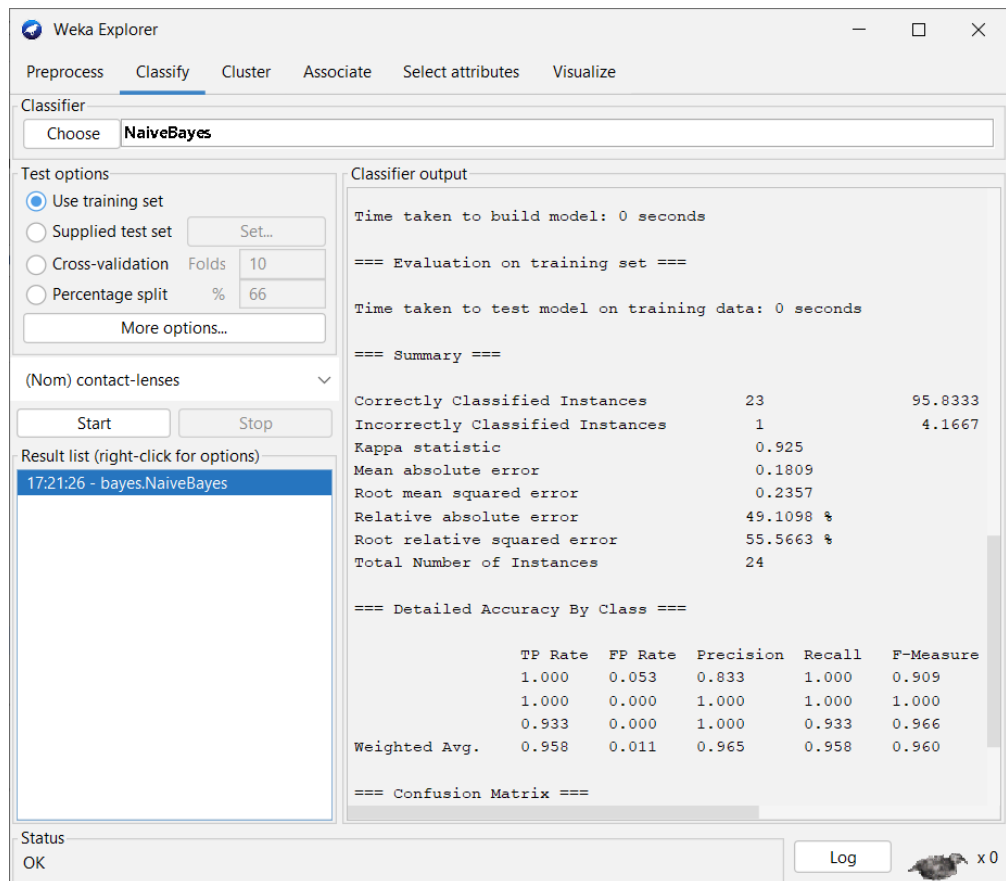 Weka Explorer
Preprocess Classify Cluster Associate Select attributes Visualize
Classifier
Choose NaiveBayes
Test options
Use training set
Supplied test set Set...
Cross-validation Folds 10
Percentage split % 66
More options...
(Nom) contact-lenses
Start Stop
Result list (right-click for options)
17:21:26 - bayes.NaiveBayes
Classifier output
Time taken to build model: 0 seconds
=== Evaluation on training set ===
Time taken to test model on training data: 0 seconds
=== Summary ===
Correctly Classified Instances 23 95.8333
Incorrectly Classified Instances 1 4.1667
Kappa statistic 0.925
Mean absolute error 0.1809
Root mean squared error 0.2357
Relative absolute error 49.1098 %
Root relative squared error 55.5663 %
Total Number of Instances 24
=== Detailed Accuracy By Class ===
TP Rate FP Rate Precision Recall F-Measure
1.000 0.053 0.833 1.000 0.909
1.000 0.000 1.000 1.000 1.000
0.933 0.000 1.000 0.933 0.966
Weighted Avg. 0.958 0.011 0.965 0.958 0.960
=== Confusion Matrix ===
Status
OK
Log
x 0